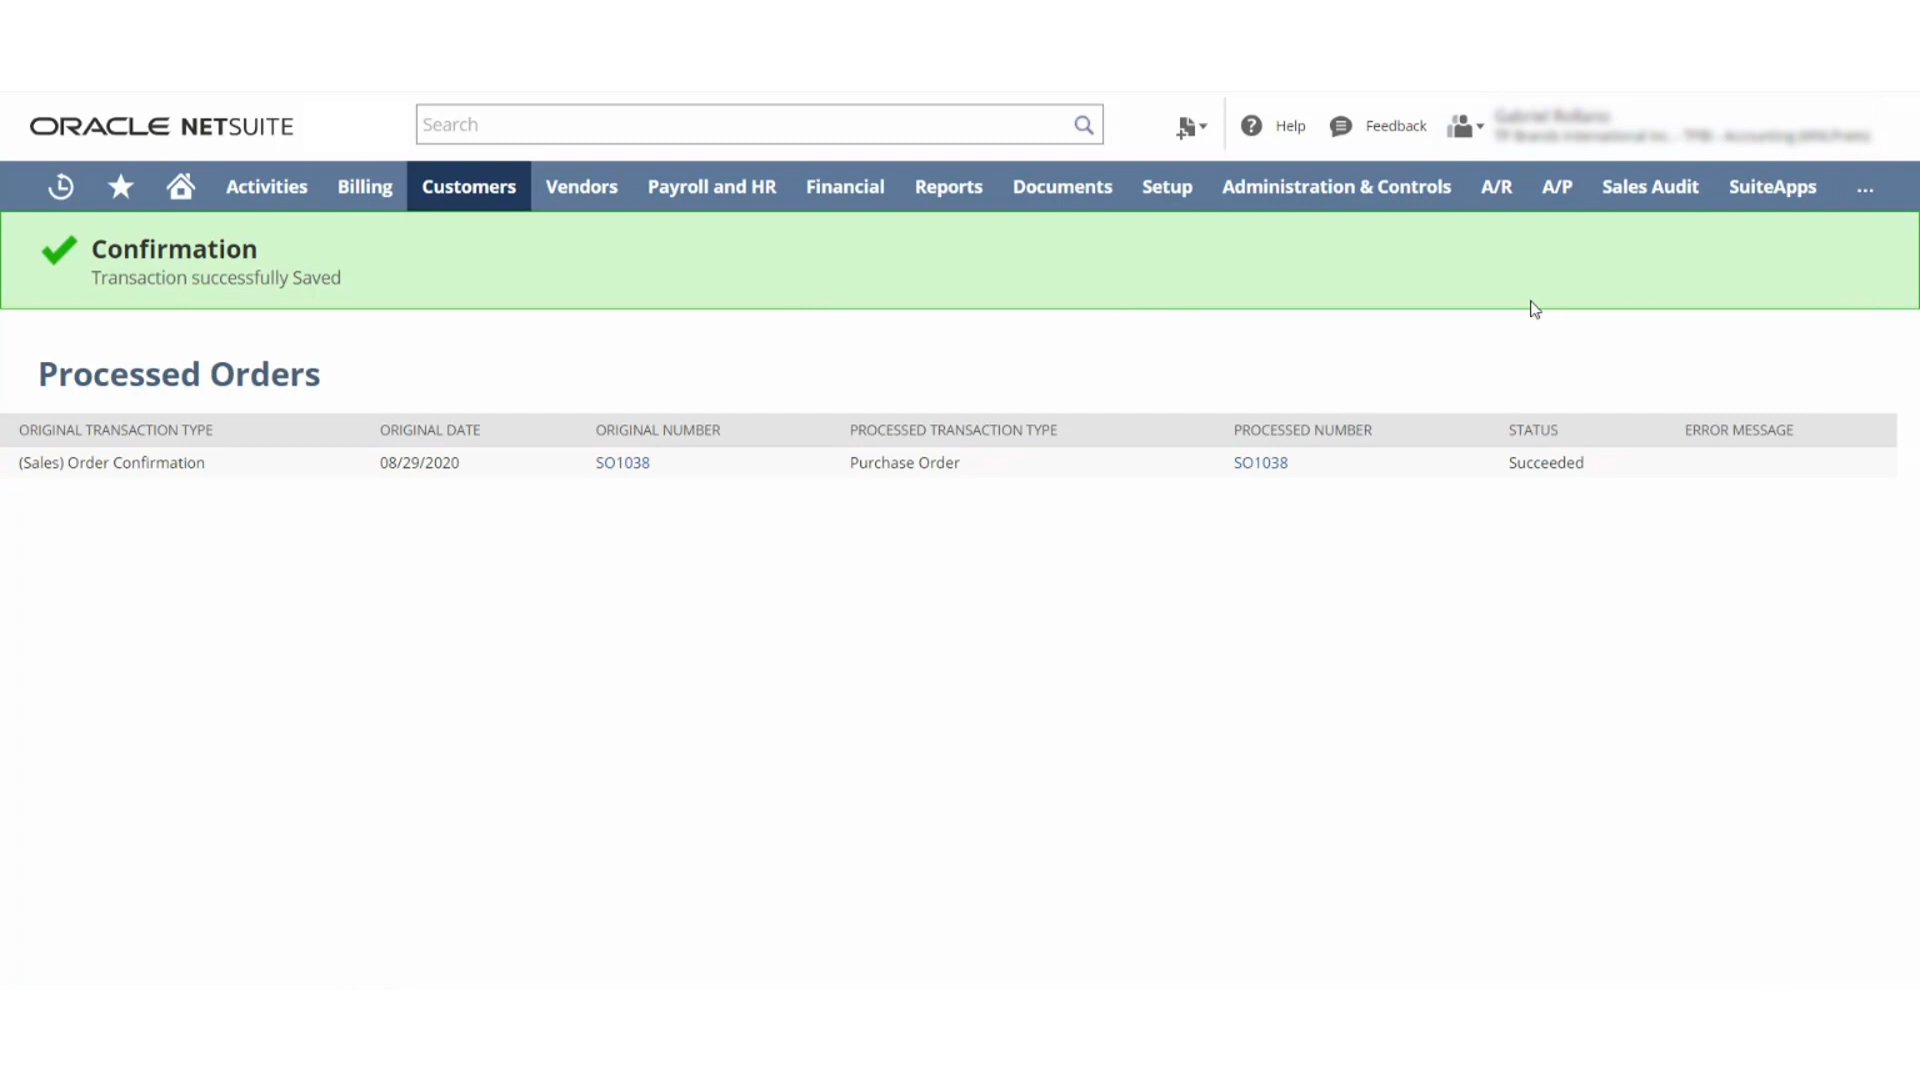 ORACLE NETSUITE
Search
Help
Feedback
Activities
Billing
Customers
Vendors
Payroll and HR
Financial
Reports
Documents
Setup
Administration & Controls
A/R
A/P
Sales Audit
SuiteApps
...
Confirmation
Transaction successfully Saved
Processed Orders
ORIGINAL TRANSACTION TYPE ORIGINAL DATE ORIGINAL NUMBER PROCESSED TRANSACTION TYPE PROCESSED NUMBER STATUS ERROR MESSAGE
(Sales) Order Confirmation 08/29/2020 SO1038 Purchase Order SO1038 Succeeded